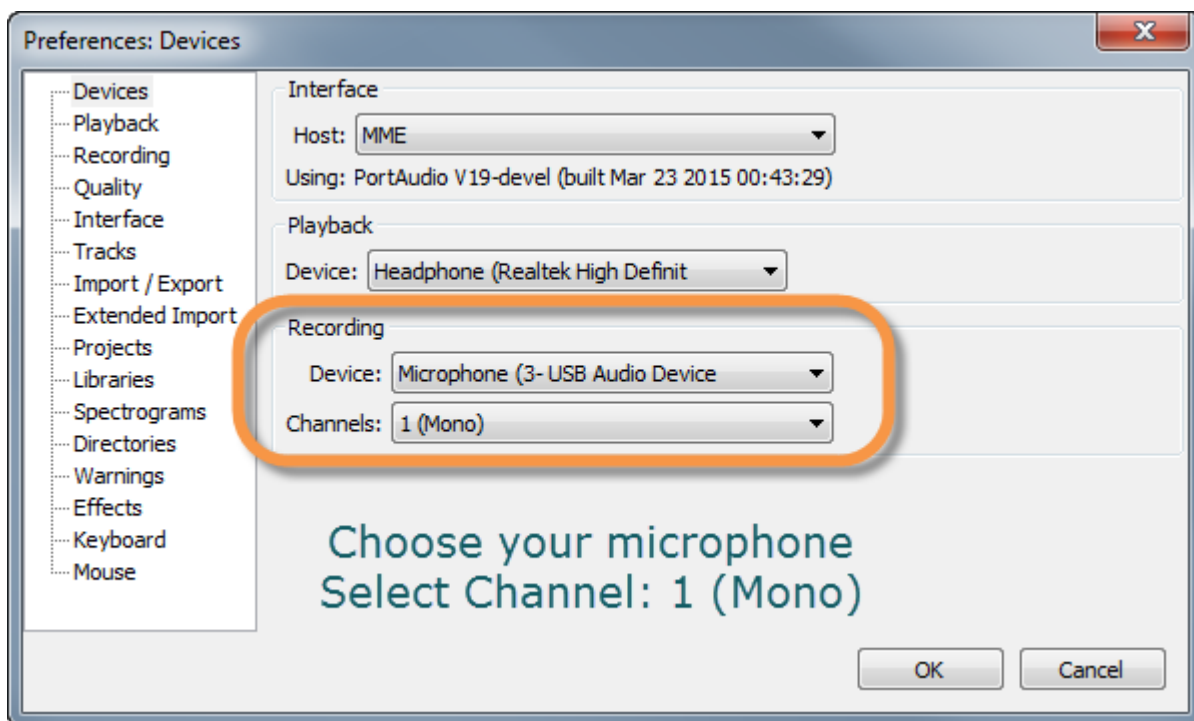 Preferences: Devices
Devices
Playback
Recording
Quality
Interface
Tracks
Import / Export
Extended Import
Projects
Libraries
Spectrograms
Directories
Warnings
Effects
Keyboard
Mouse
Interface
Host: MME
Using: PortAudio V19-devel (built Mar 23 2015 00:43:29)
Playback
Device: Headphone (Realtek High Definit
Recording
Device: Microphone (3- USB Audio Device
Channels: 1 (Mono)
Choose your microphone
Select Channel: 1 (Mono)
OK Cancel